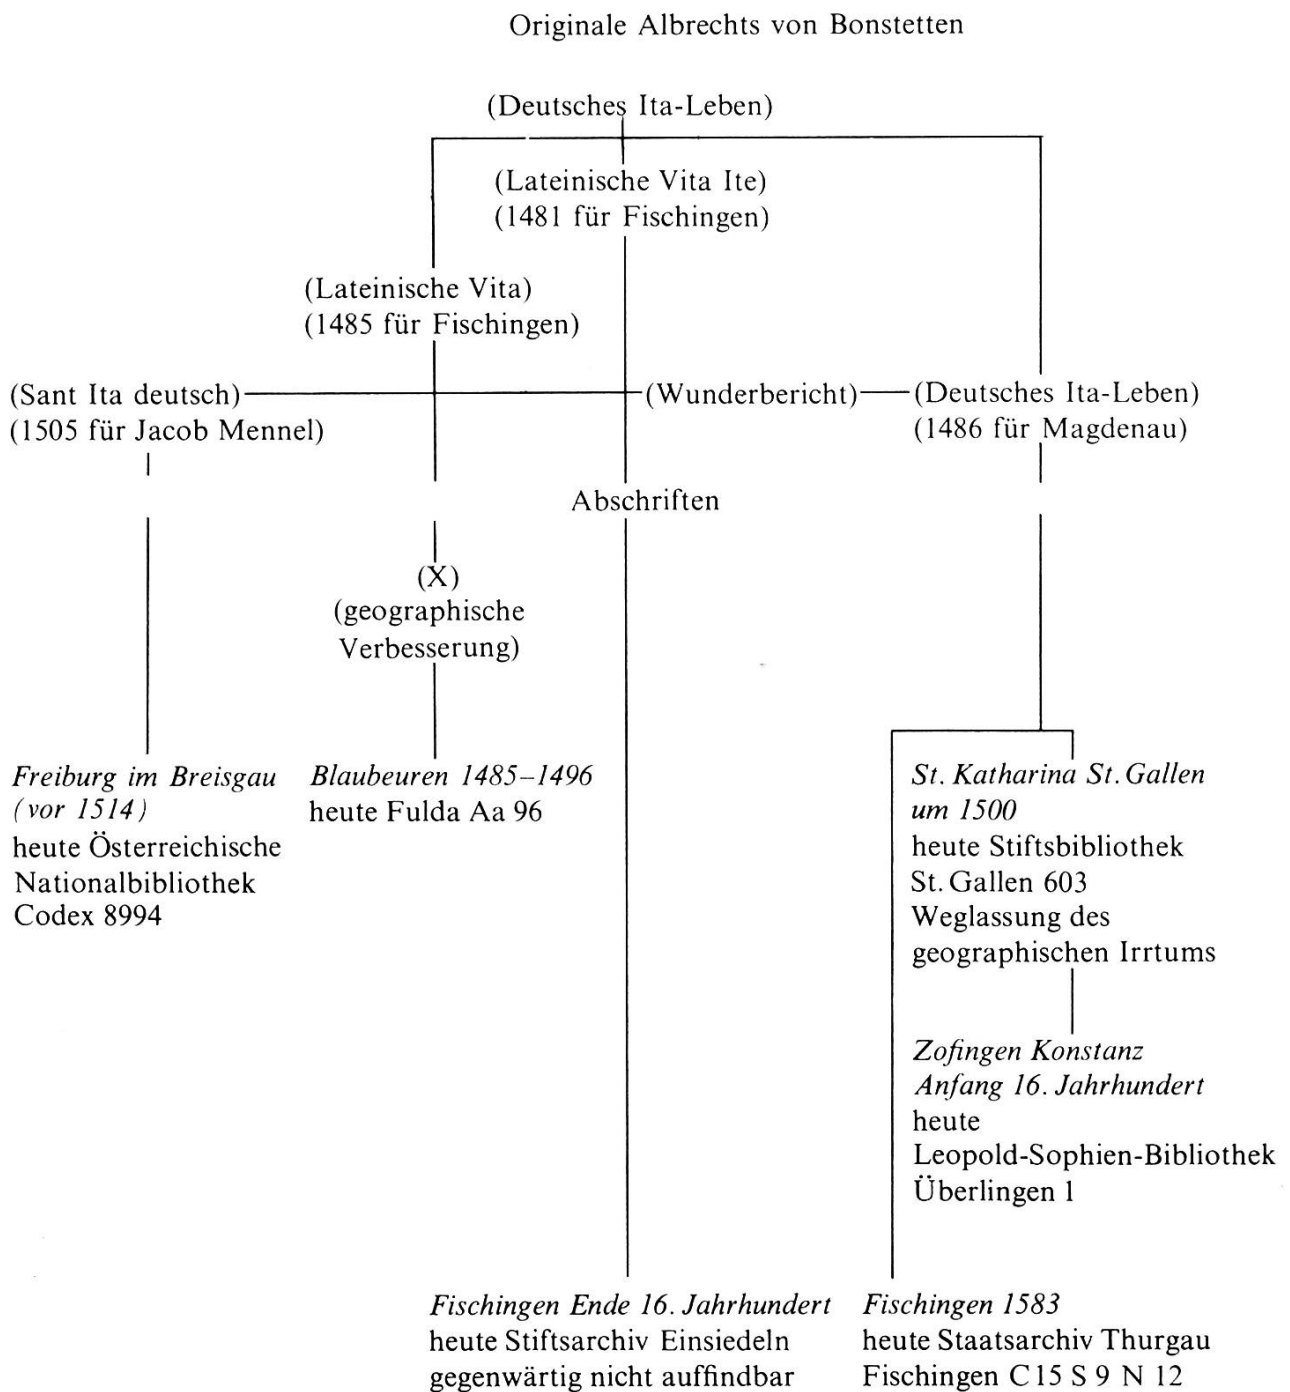 Originale Albrechts von Bonstetten
(Deutsches Ita-Leben)
(Lateinische Vita Ite)
(1481 für Fischingen)
(Lateinische Vita)
(1485 für Fischingen)
(Sant Ita deutsch)
(1505 für Jacob Mennel)
(Wunderbericht)
(Deutsches Ita-Leben)
(1486 für Magdenau)
Abschriften
(X)
(geographische
Verbesserung)
Freiburg im Breisgau
(vor 1514)
heute Österreichische
Nationalbibliothek
Codex 8994
Blaubeuren 1485–1496
heute Fulda Aa 96
St. Katharina St. Gallen
um 1500
heute Stiftsbibliothek
St. Gallen 603
Weglassung des
geographischen Irrtums
Zofingen Konstanz
Anfang 16. Jahrhundert
heute
Leopold-Sophien-Bibliothek
Überlingen 1
Fischingen Ende 16. Jahrhundert
heute Stiftsarchiv Einsiedeln
gegenwärtig nicht auffindbar
Fischingen 1583
heute Staatsarchiv Thurgau
Fischingen C 15 S 9 N 12